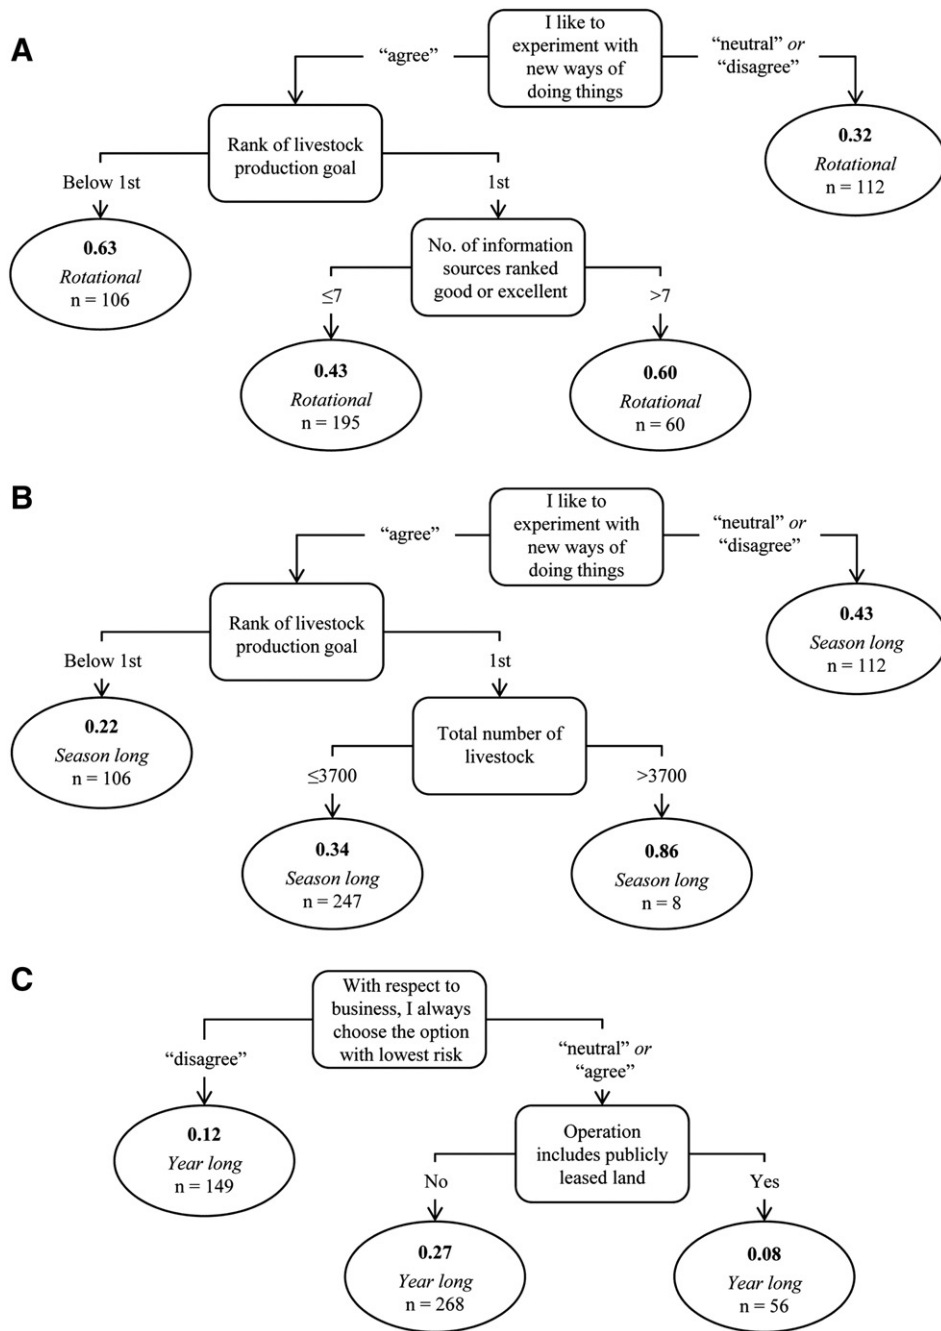 A
I like to
experiment with
new ways of
doing things
“agree”
“neutral” or
“disagree”
Rank of livestock
production goal
0.32
Rotational
n = 112
Below 1st
1st
0.63
Rotational
n = 106
No. of information
sources ranked
good or excellent
≤7
>7
0.43
Rotational
n = 195
0.60
Rotational
n = 60
B
I like to
experiment with
new ways of
doing things
“agree”
“neutral” or
“disagree”
Rank of livestock
production goal
0.43
Season long
n = 112
Below 1st
1st
0.22
Season long
n = 106
Total number of
livestock
≤3700
>3700
0.34
Season long
n = 247
0.86
Season long
n = 8
C
With respect to
business, I always
choose the option
with lowest risk
“disagree”
“neutral” or
“agree”
0.12
Year long
n = 149
Operation
includes publicly
leased land
No
Yes
0.27
Year long
n = 268
0.08
Year long
n = 56